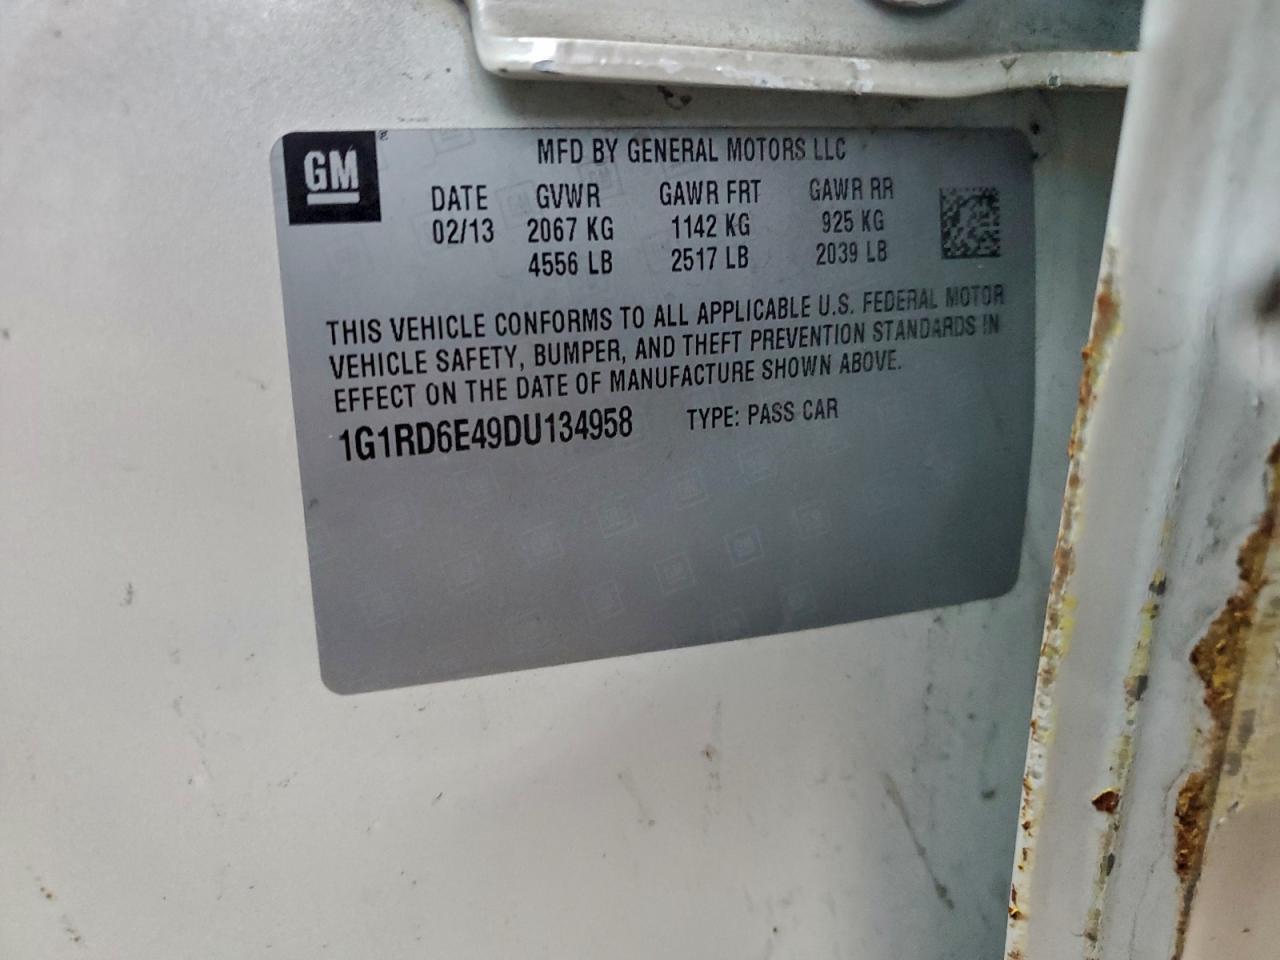 GM
MFD BY GENERAL MOTORS LLC
DATE GVWR GAWR FRT GAWR RR
02/13 2067 KG 1142 KG 925 KG
4556 LB 2517 LB 2039 LB
THIS VEHICLE CONFORMS TO ALL APPLICABLE U.S. FEDERAL MOTOR
VEHICLE SAFETY, BUMPER, AND THEFT PREVENTION STANDARDS IN
EFFECT ON THE DATE OF MANUFACTURE SHOWN ABOVE.
1G1RD6E49DU134958 TYPE: PASS CAR